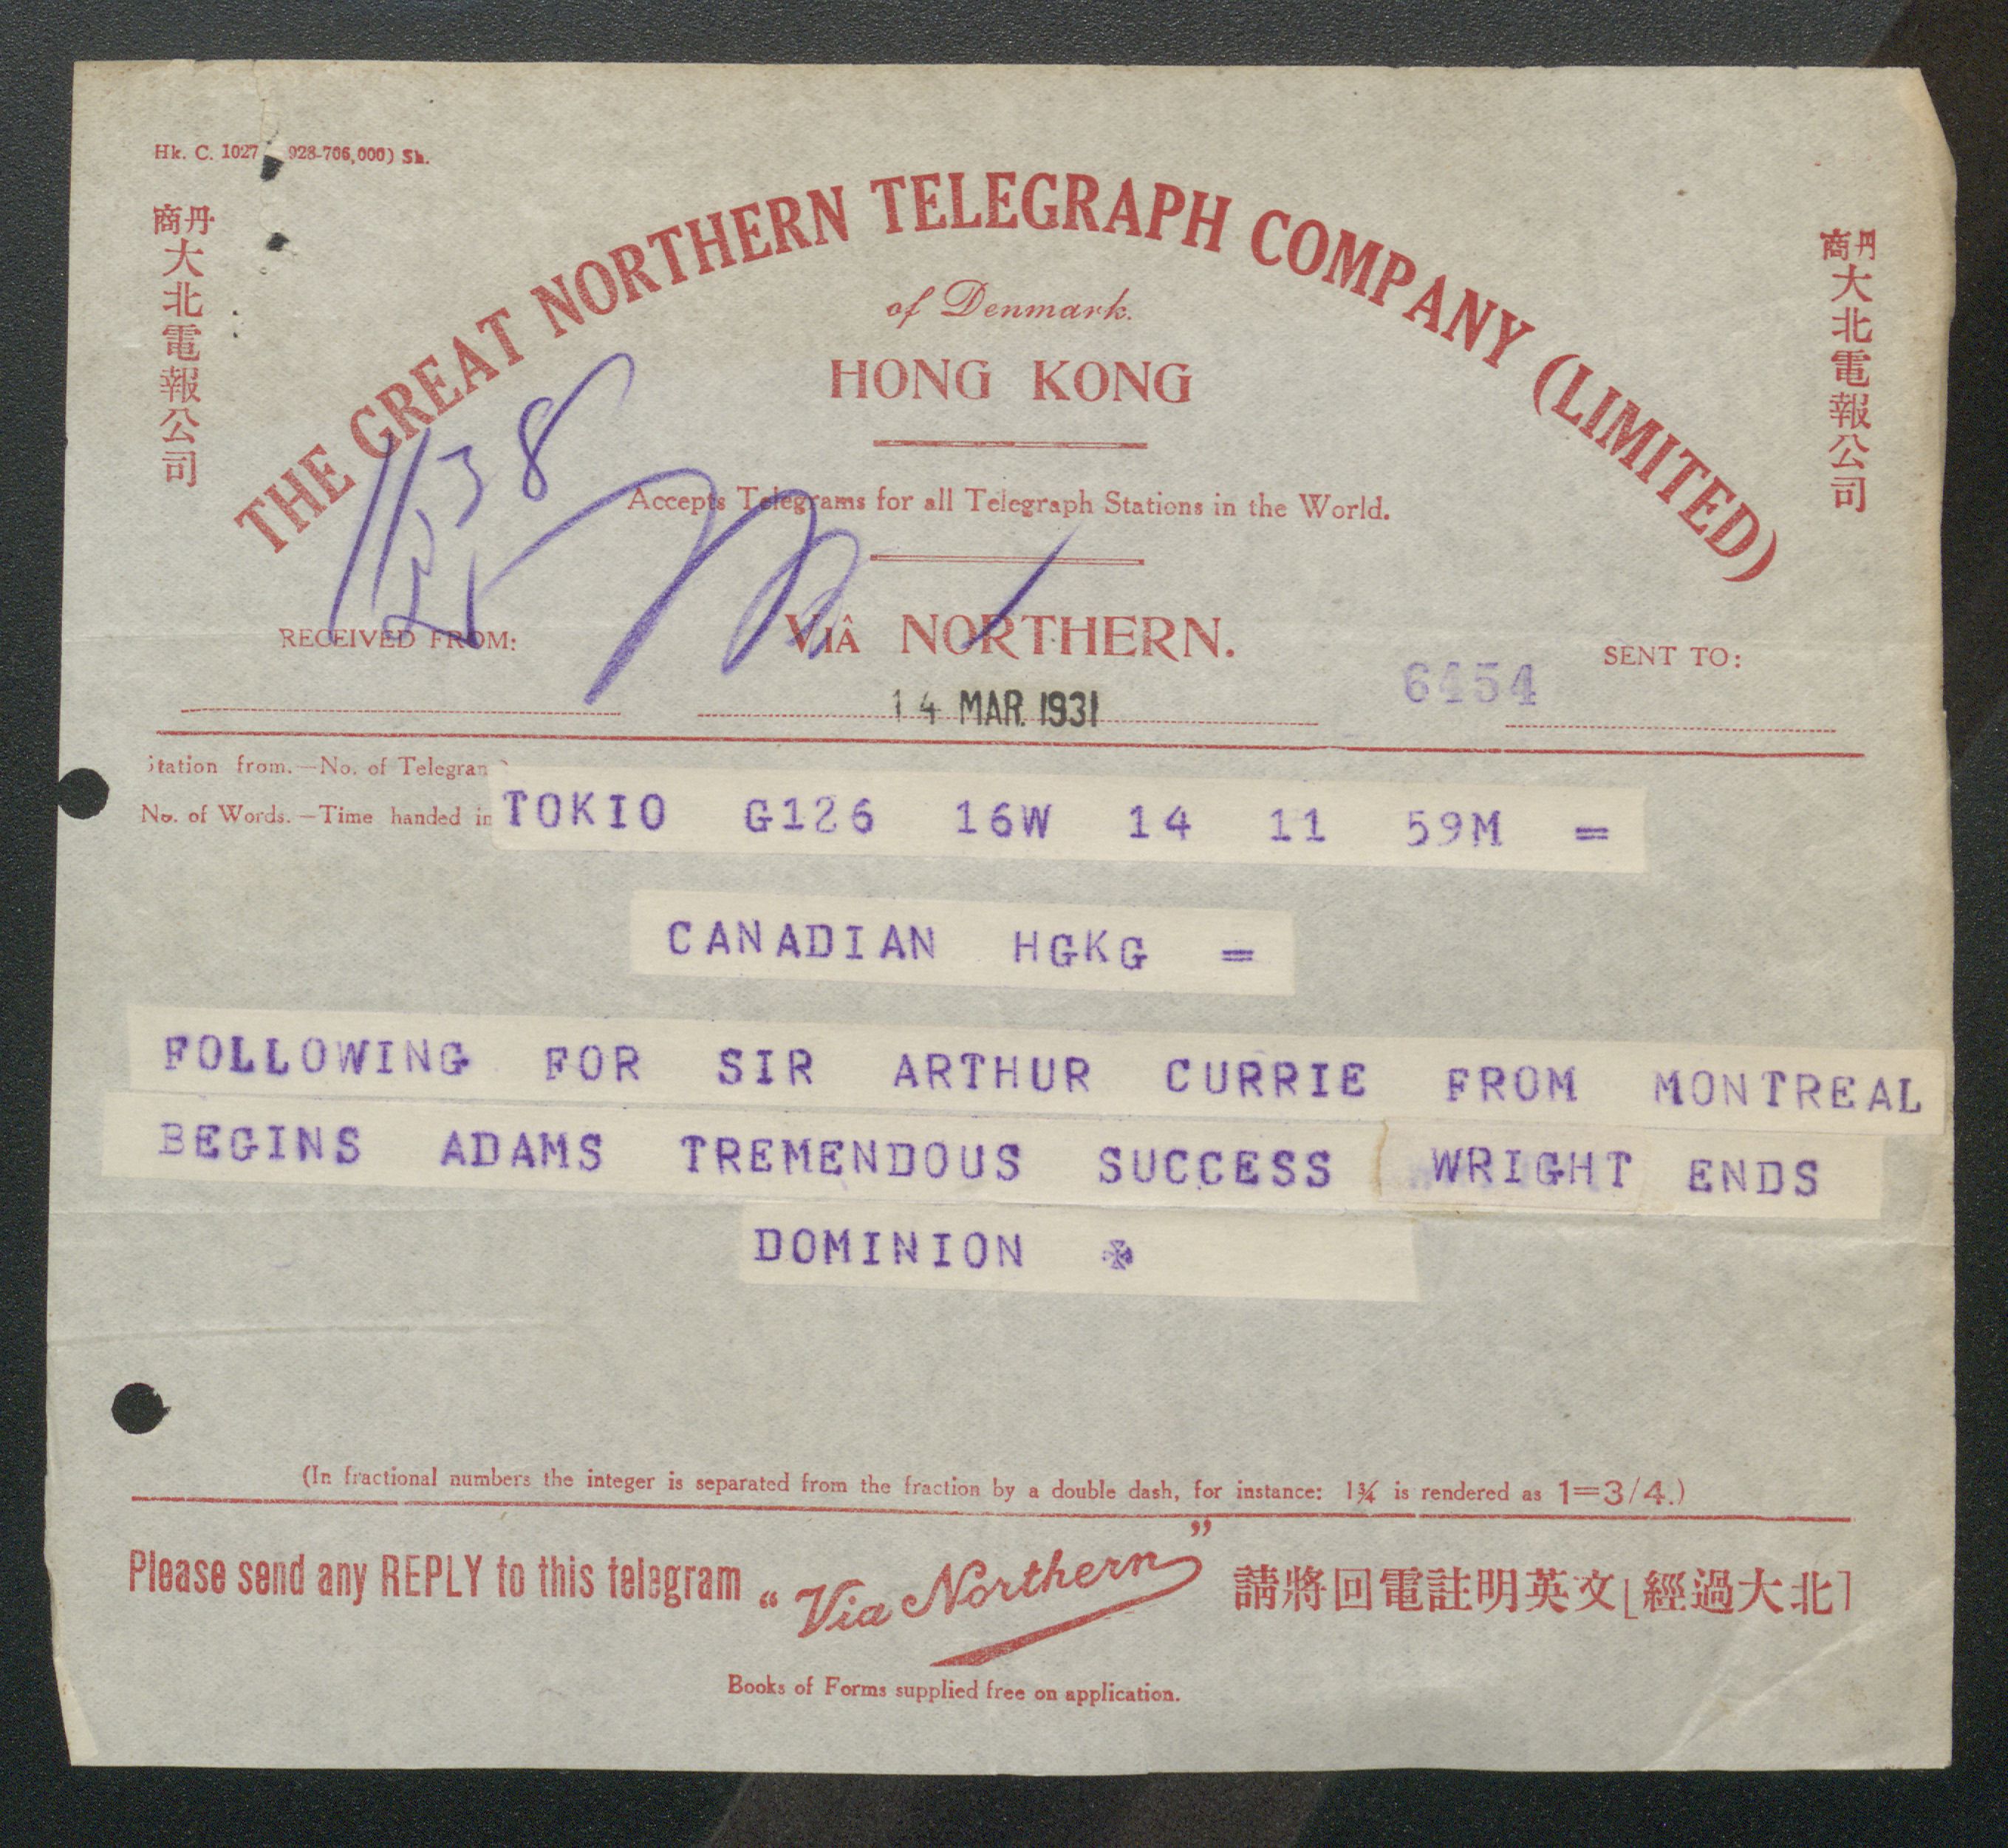 Hk. C. 1027 928-706,000) Sh.
丹商
大北電報公司
THE GREAT NORTHERN TELEGRAPH COMPANY (LIMITED)
of Denmark.
HONG KONG
丹商
大北電報公司
Accepts Telegrams for all Telegraph Stations in the World.
RECEIVED FROM:
VIÂ NORTHERN.
SENT TO:
14 MAR. 1931
6454
Station from.—No. of Telegram
No. of Words.—Time handed in
TOKIO G126 16W 14 11 59M =
CANADIAN HGKG =
FOLLOWING FOR SIR ARTHUR CURRIE FROM MONTREAL
BEGINS ADAMS TREMENDOUS SUCCESS WRIGHT ENDS
DOMINION
(In fractional numbers the integer is separated from the fraction by a double dash, for instance: 1¾ is rendered as 1=3/4.)
Please send any REPLY to this telegram “Via Northern” 請將回電註明英文[經過大北]
Books of Forms supplied free on application.